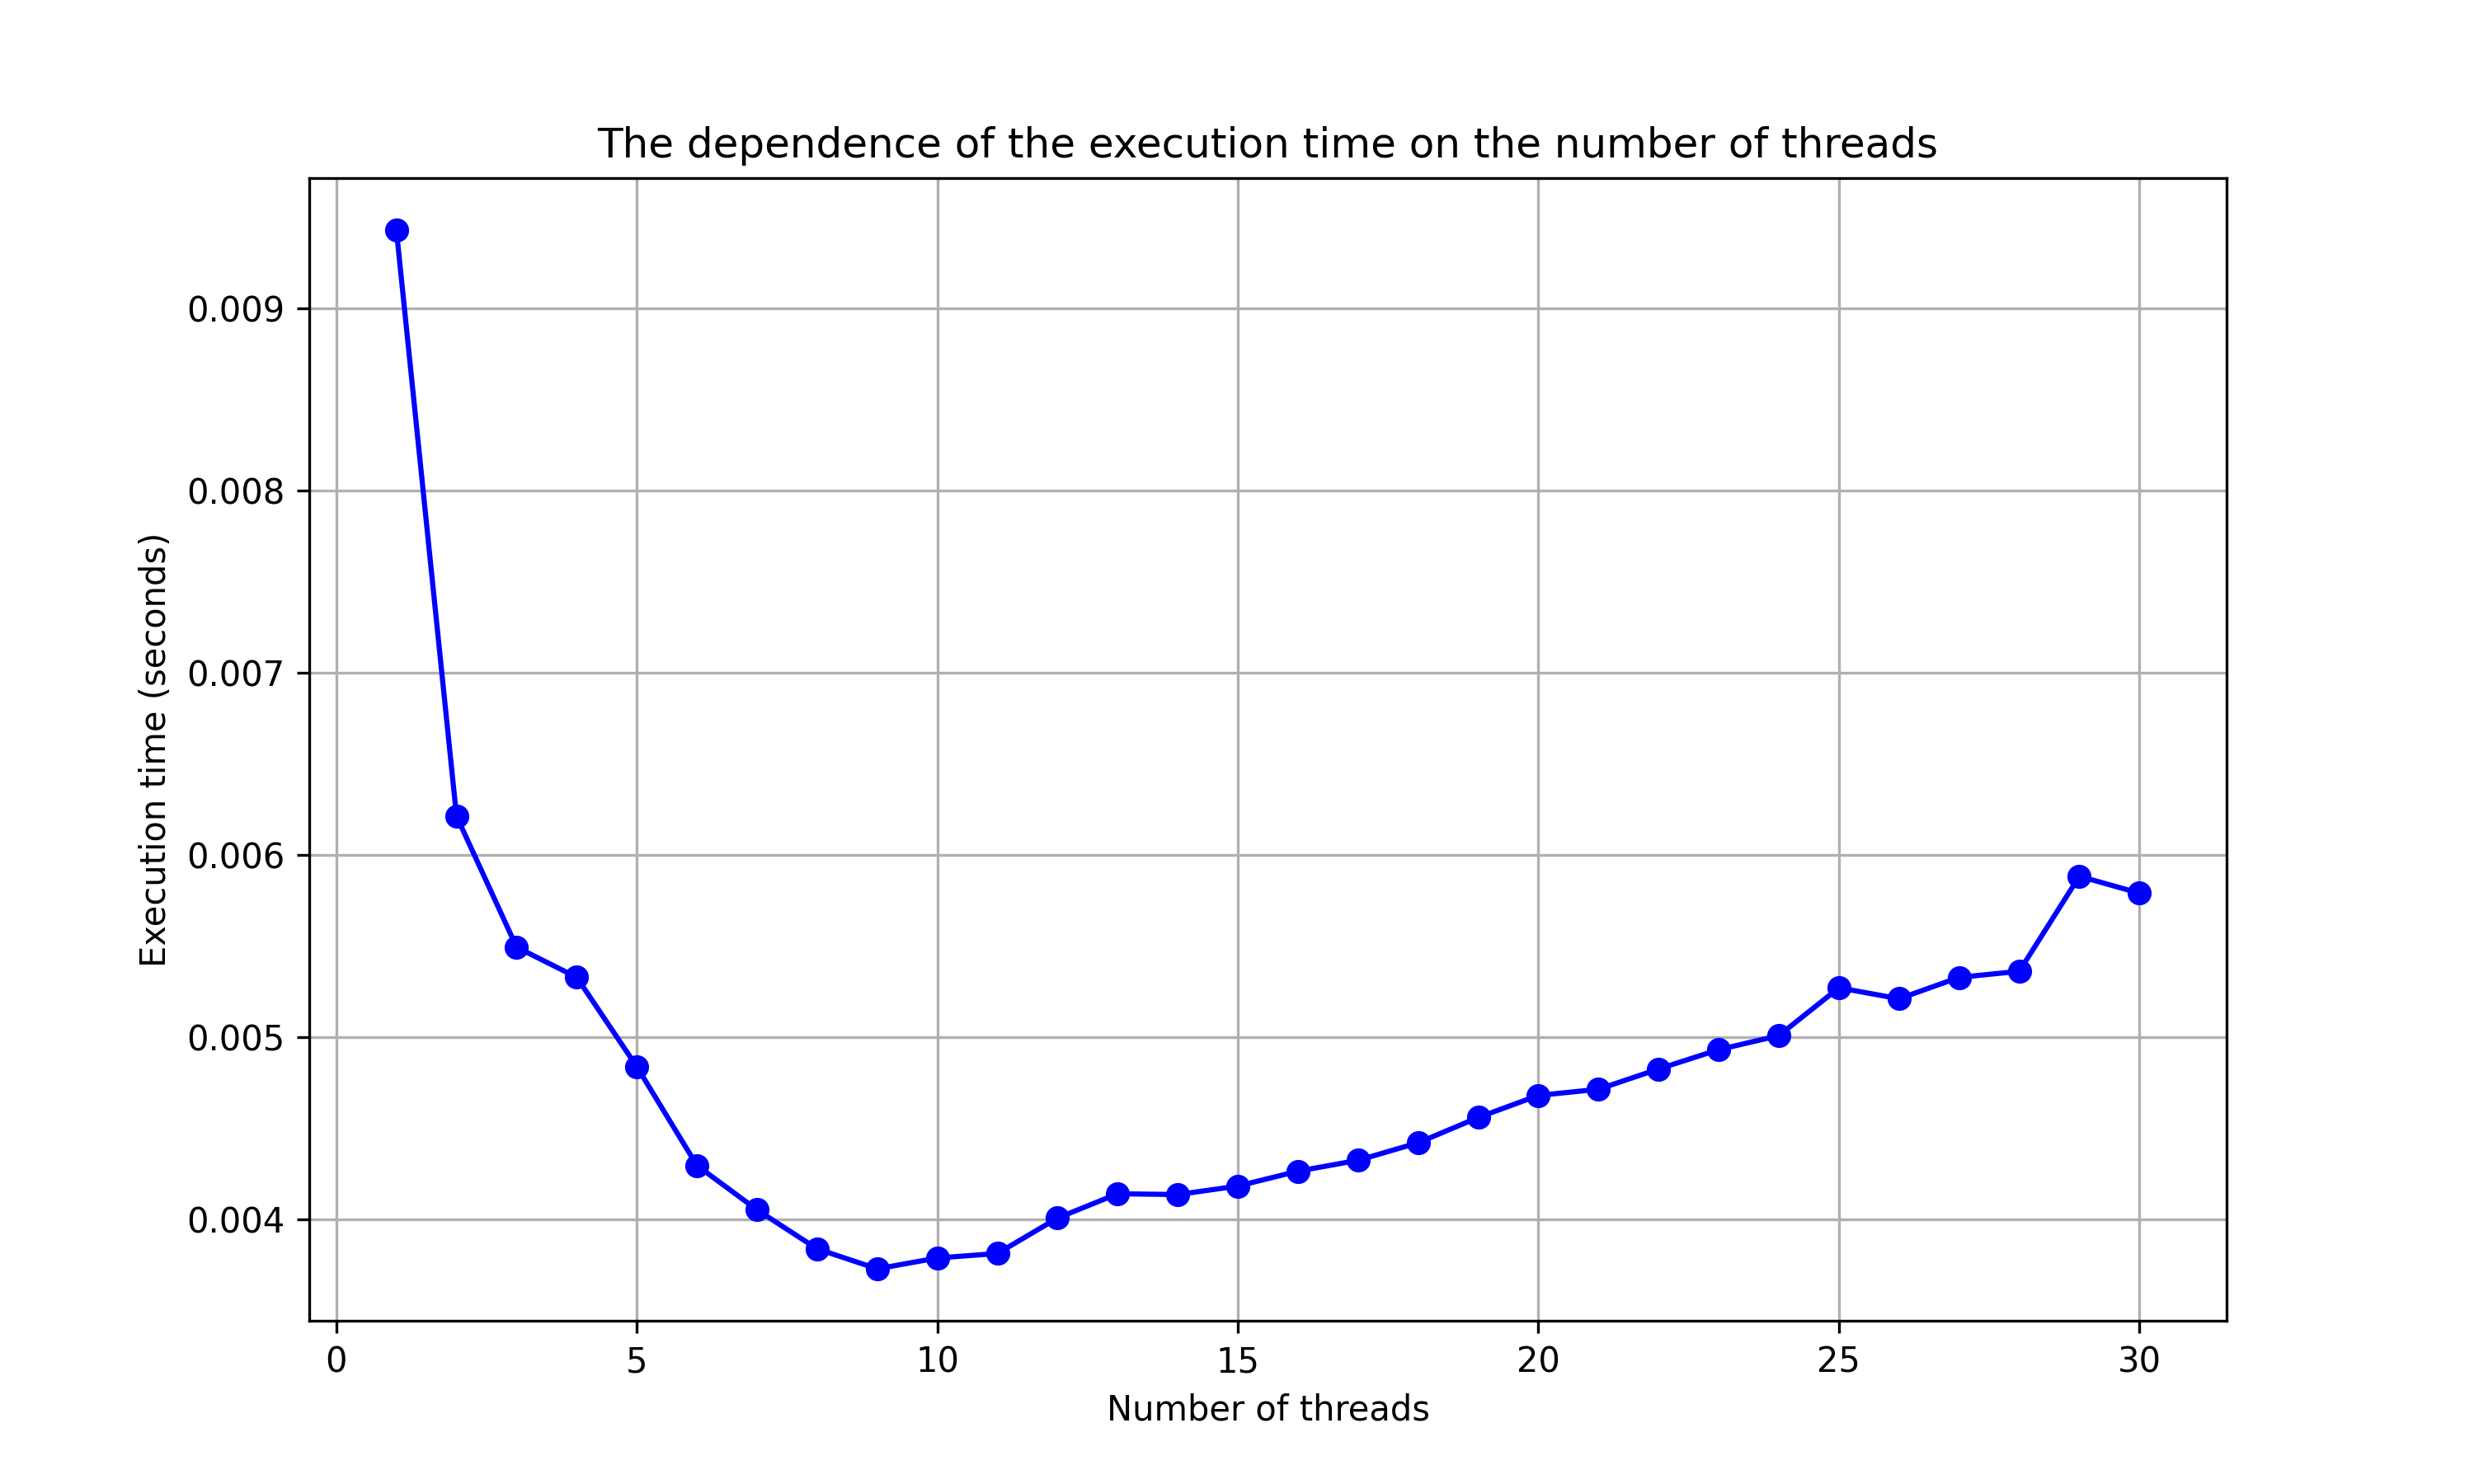 The dependence of the execution time on the number of threads
0.009
0.008
0.007
0.006
0.005
0.004
Execution time (seconds)
0 5 10 15 20 25 30
Number of threads